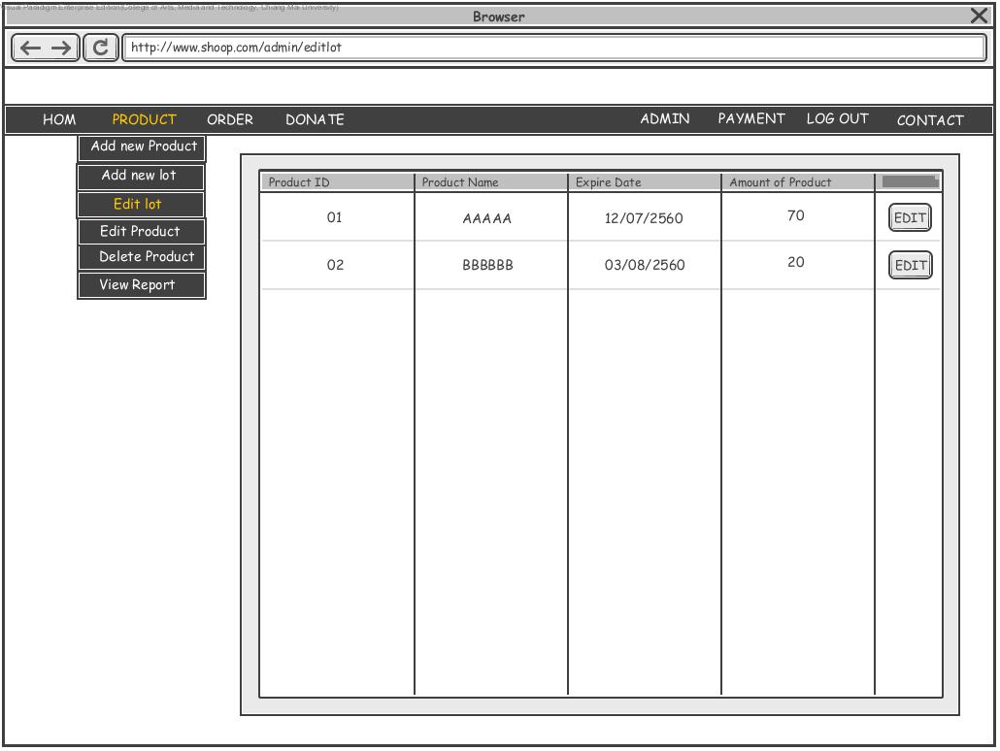 Visual Paradigm Enterprise Edition(College of Arts, Media and Technology, Chiang Mai University)
Browser
http://www.shoop.com/admin/editlot
HOM PRODUCT ORDER DONATE ADMIN PAYMENT LOG OUT CONTACT
Add new Product
Add new lot
Edit lot
Edit Product
Delete Product
View Report
Product ID Product Name Expire Date Amount of Product
01 AAAAA 12/07/2560 70 EDIT
02 BBBBBB 03/08/2560 20 EDIT